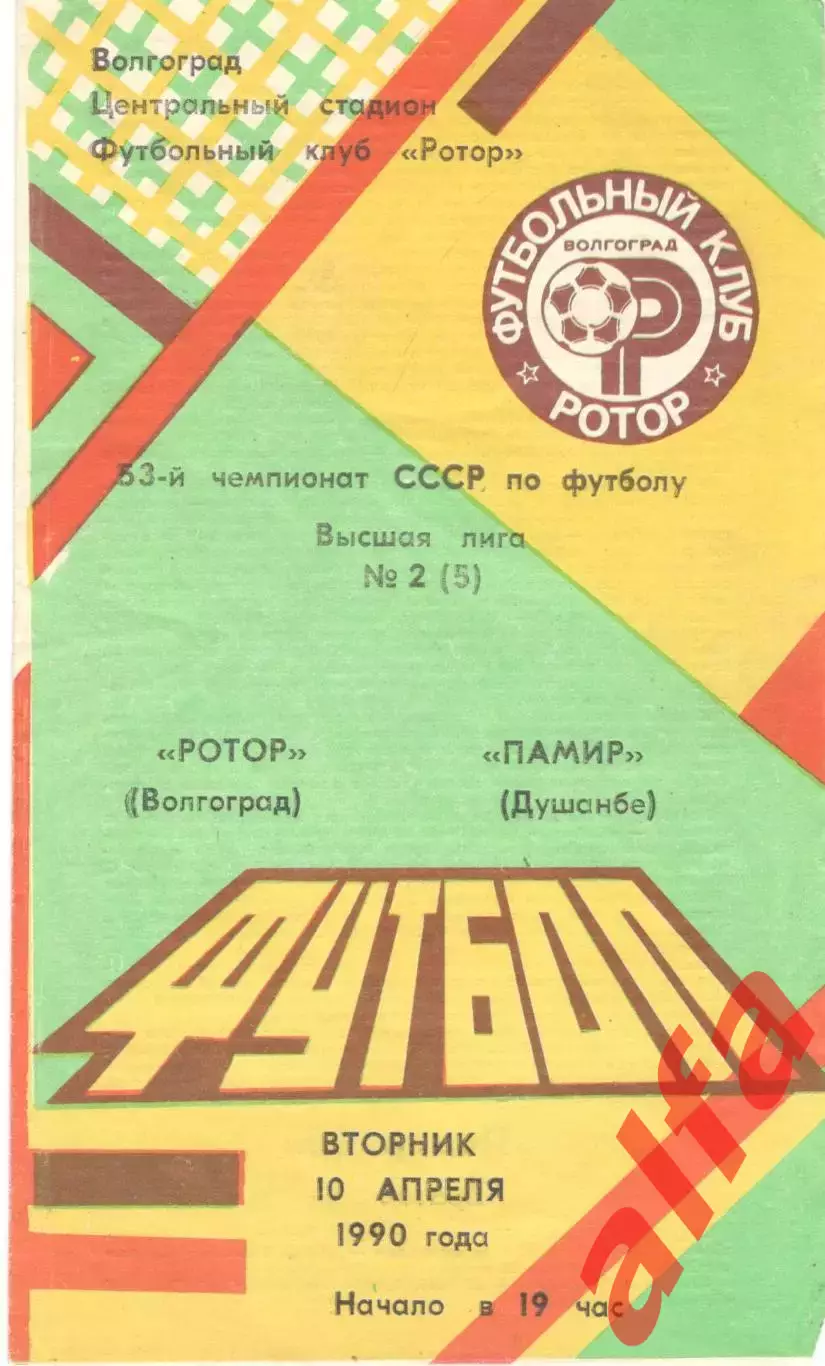 Волгоград
Центральный стадион
Футбольный клуб «Ротор»
ФУТБОЛЬНЫЙ КЛУБ
ВОЛГОГРАД
Р
РОТОР
53-й чемпионат СССР по футболу
Высшая лига
№ 2 (5)
«РОТОР» «ПАМИР»
(Волгоград) (Душанбе)
ФУТБОЛ
ВТОРНИК
10 АПРЕЛЯ
1990 года
Начало в 19 час
alfa